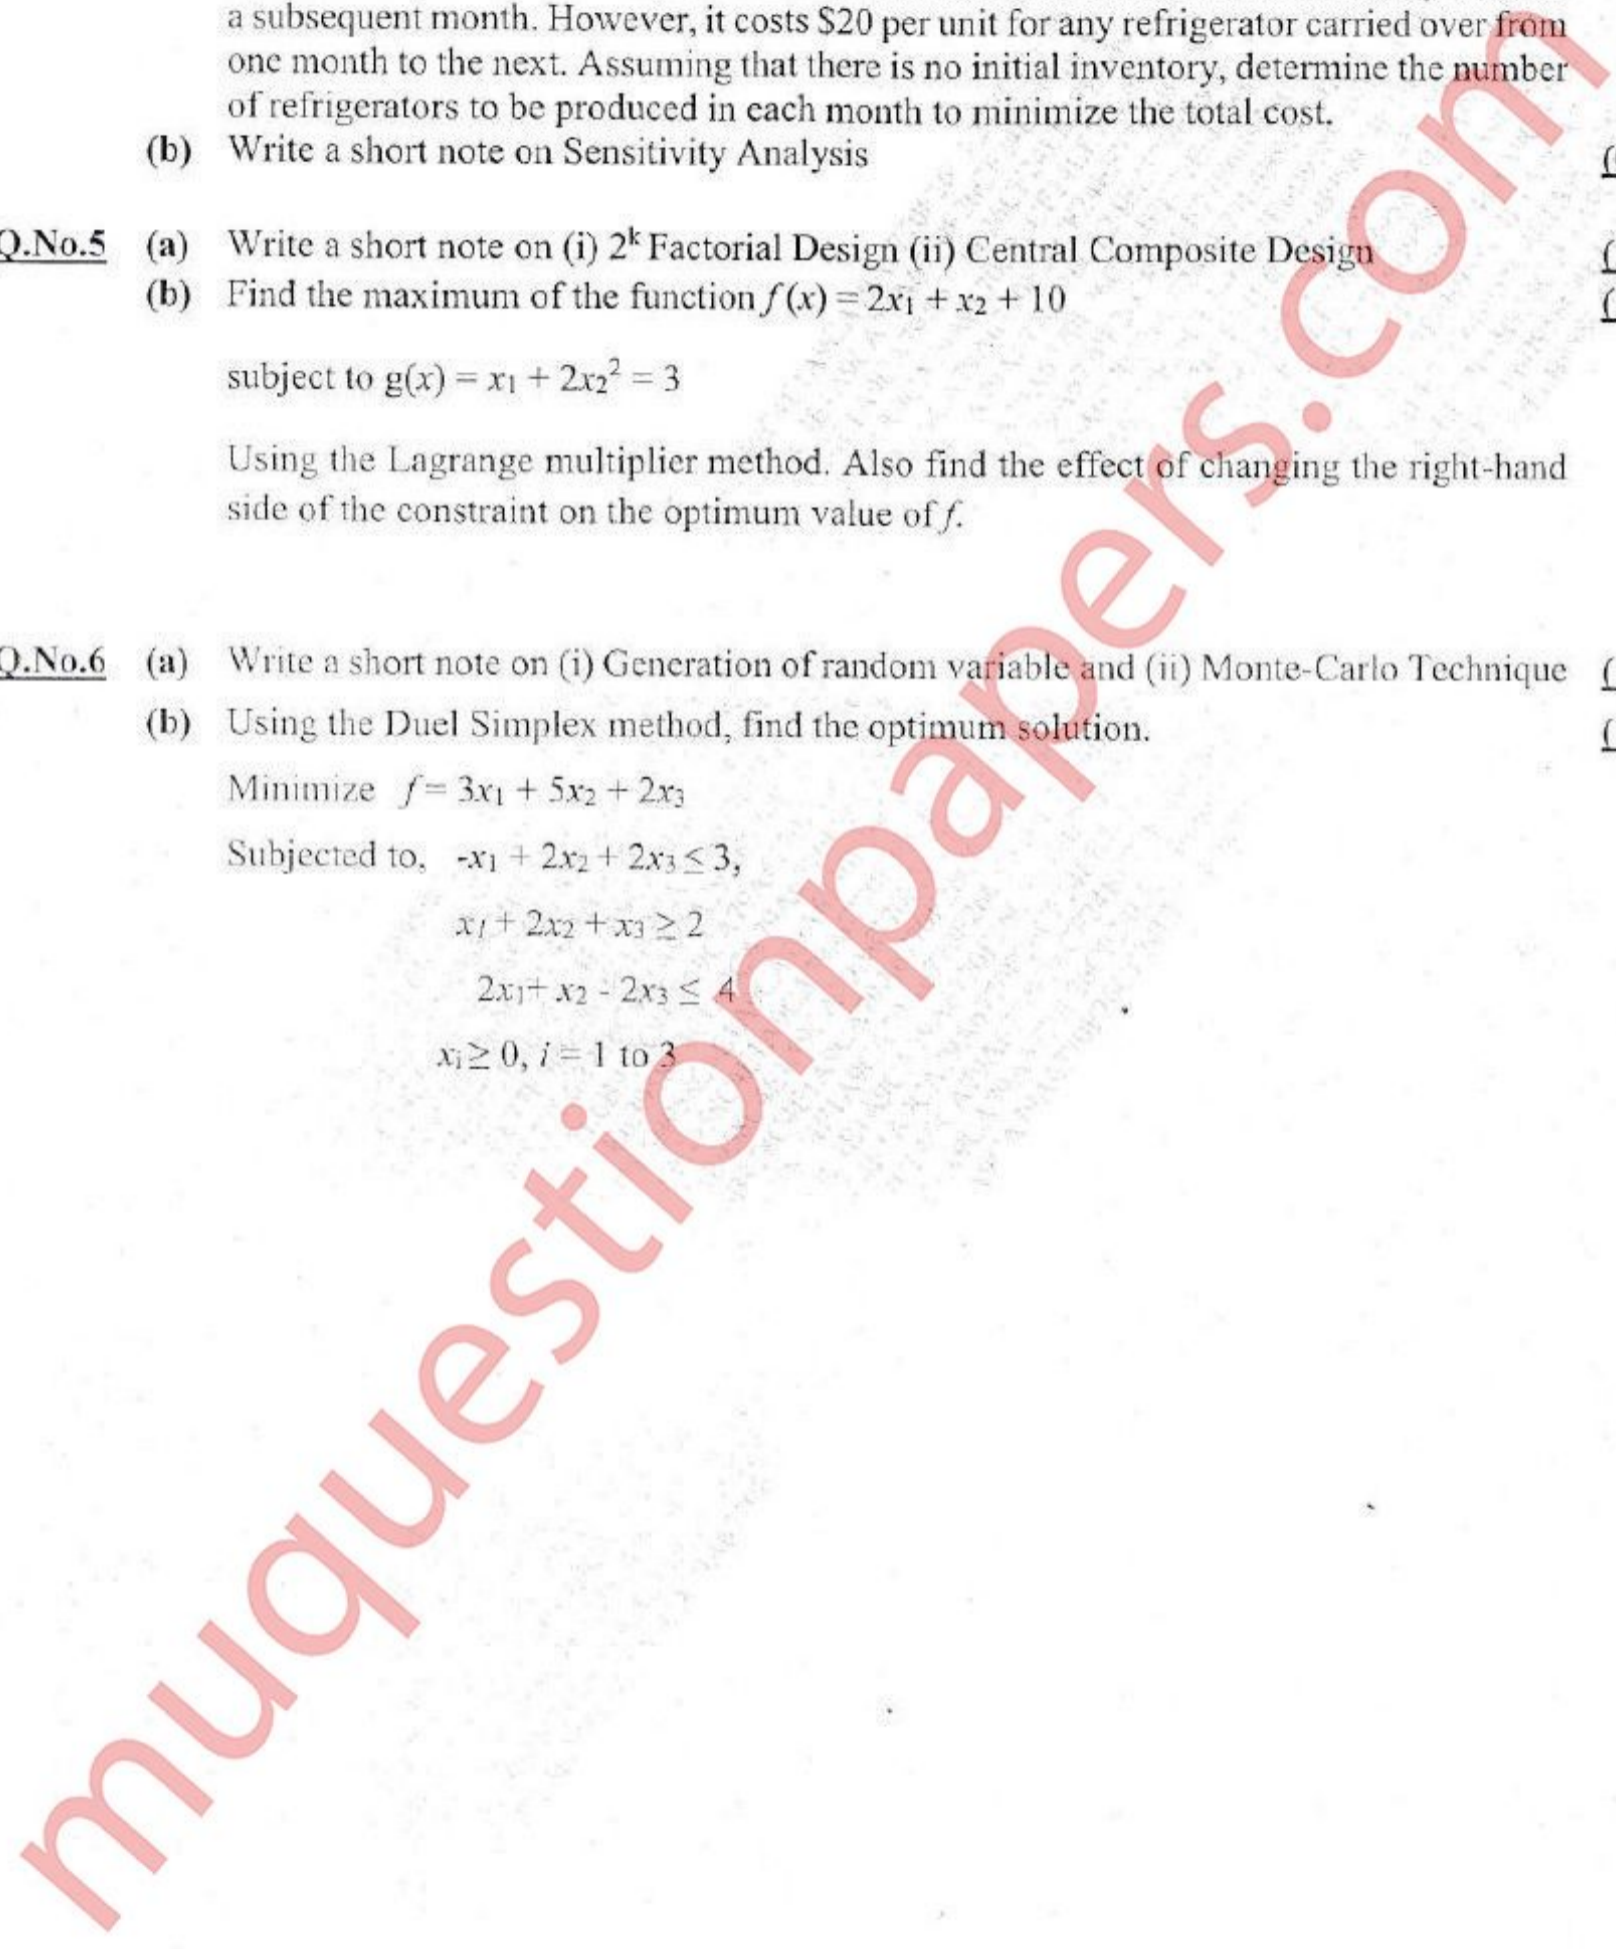 a subsequent month. However, it costs $20 per unit for any refrigerator carried over from
one month to the next. Assuming that there is no initial inventory, determine the number
of refrigerators to be produced in each month to minimize the total cost.
(b) Write a short note on Sensitivity Analysis (
Q.No.5 (a) Write a short note on (i) 2ᵏ Factorial Design (ii) Central Composite Design (
(b) Find the maximum of the function f (x) = 2x₁ + x₂ + 10 (
subject to g(x) = x₁ + 2x₂² = 3
Using the Lagrange multiplier method. Also find the effect of changing the right-hand
side of the constraint on the optimum value of f.
Q.No.6 (a) Write a short note on (i) Generation of random variable and (ii) Monte-Carlo Technique (
(b) Using the Duel Simplex method, find the optimum solution. (
Minimize f = 3x₁ + 5x₂ + 2x₃
Subjected to, -x₁ + 2x₂ + 2x₃ ≤ 3,
x₁ + 2x₂ + x₃ ≥ 2
2x₁+ x₂ - 2x₃ ≤ 4
xᵢ ≥ 0, i = 1 to 3
muquestionpapers.com